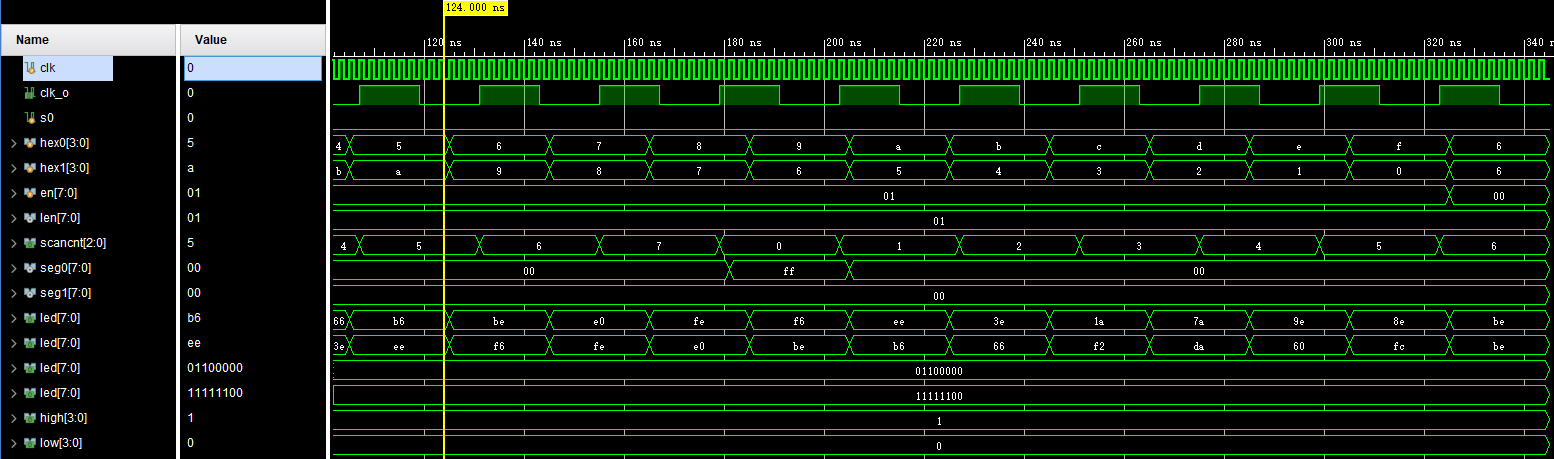 124.000 ns
Name Value 120 ns 140 ns 160 ns 180 ns 200 ns 220 ns 240 ns 260 ns 280 ns 300 ns 320 ns 340 ns
clk 0
clk_o 0
s0 0
hex0[3:0] 5 4 5 6 7 8 9 a b c d e f 6
hex1[3:0] a b a 9 8 7 6 5 4 3 2 1 0 6
en[7:0] 01 01 00
len[7:0] 01 01
scancnt[2:0] 5 4 5 6 7 0 1 2 3 4 5 6
seg0[7:0] 00 00 ff 00
seg1[7:0] 00 00
led[7:0] b6 66 b6 be e0 fe f6 ee 3e 1a 7a 9e 8e be
led[7:0] ee 3e ee f6 fe e0 be b6 66 f2 da 60 fc be
led[7:0] 01100000 01100000
led[7:0] 11111100 11111100
high[3:0] 1 1
low[3:0] 0 0